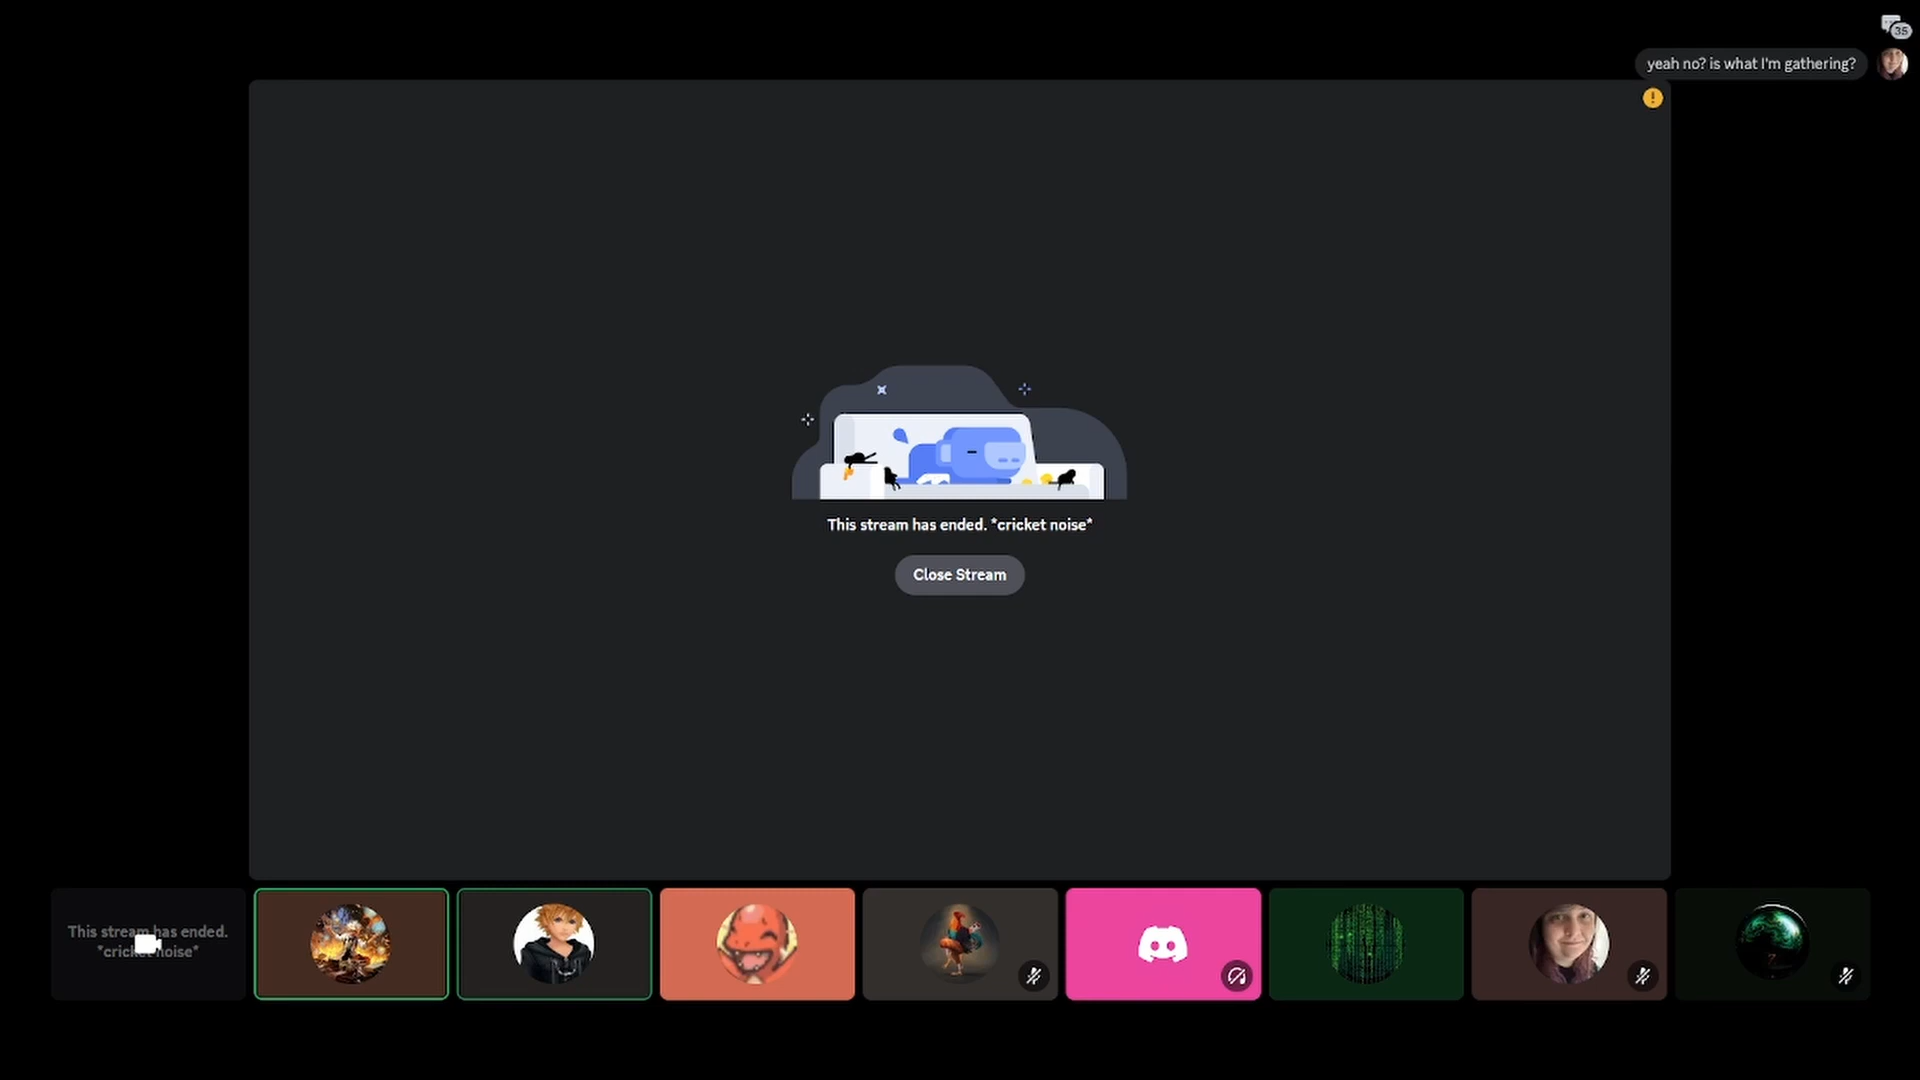 35
yeah no? is what I'm gathering?
This stream has ended. *cricket noise*
Close Stream
This stream has ended.
*cricket noise*